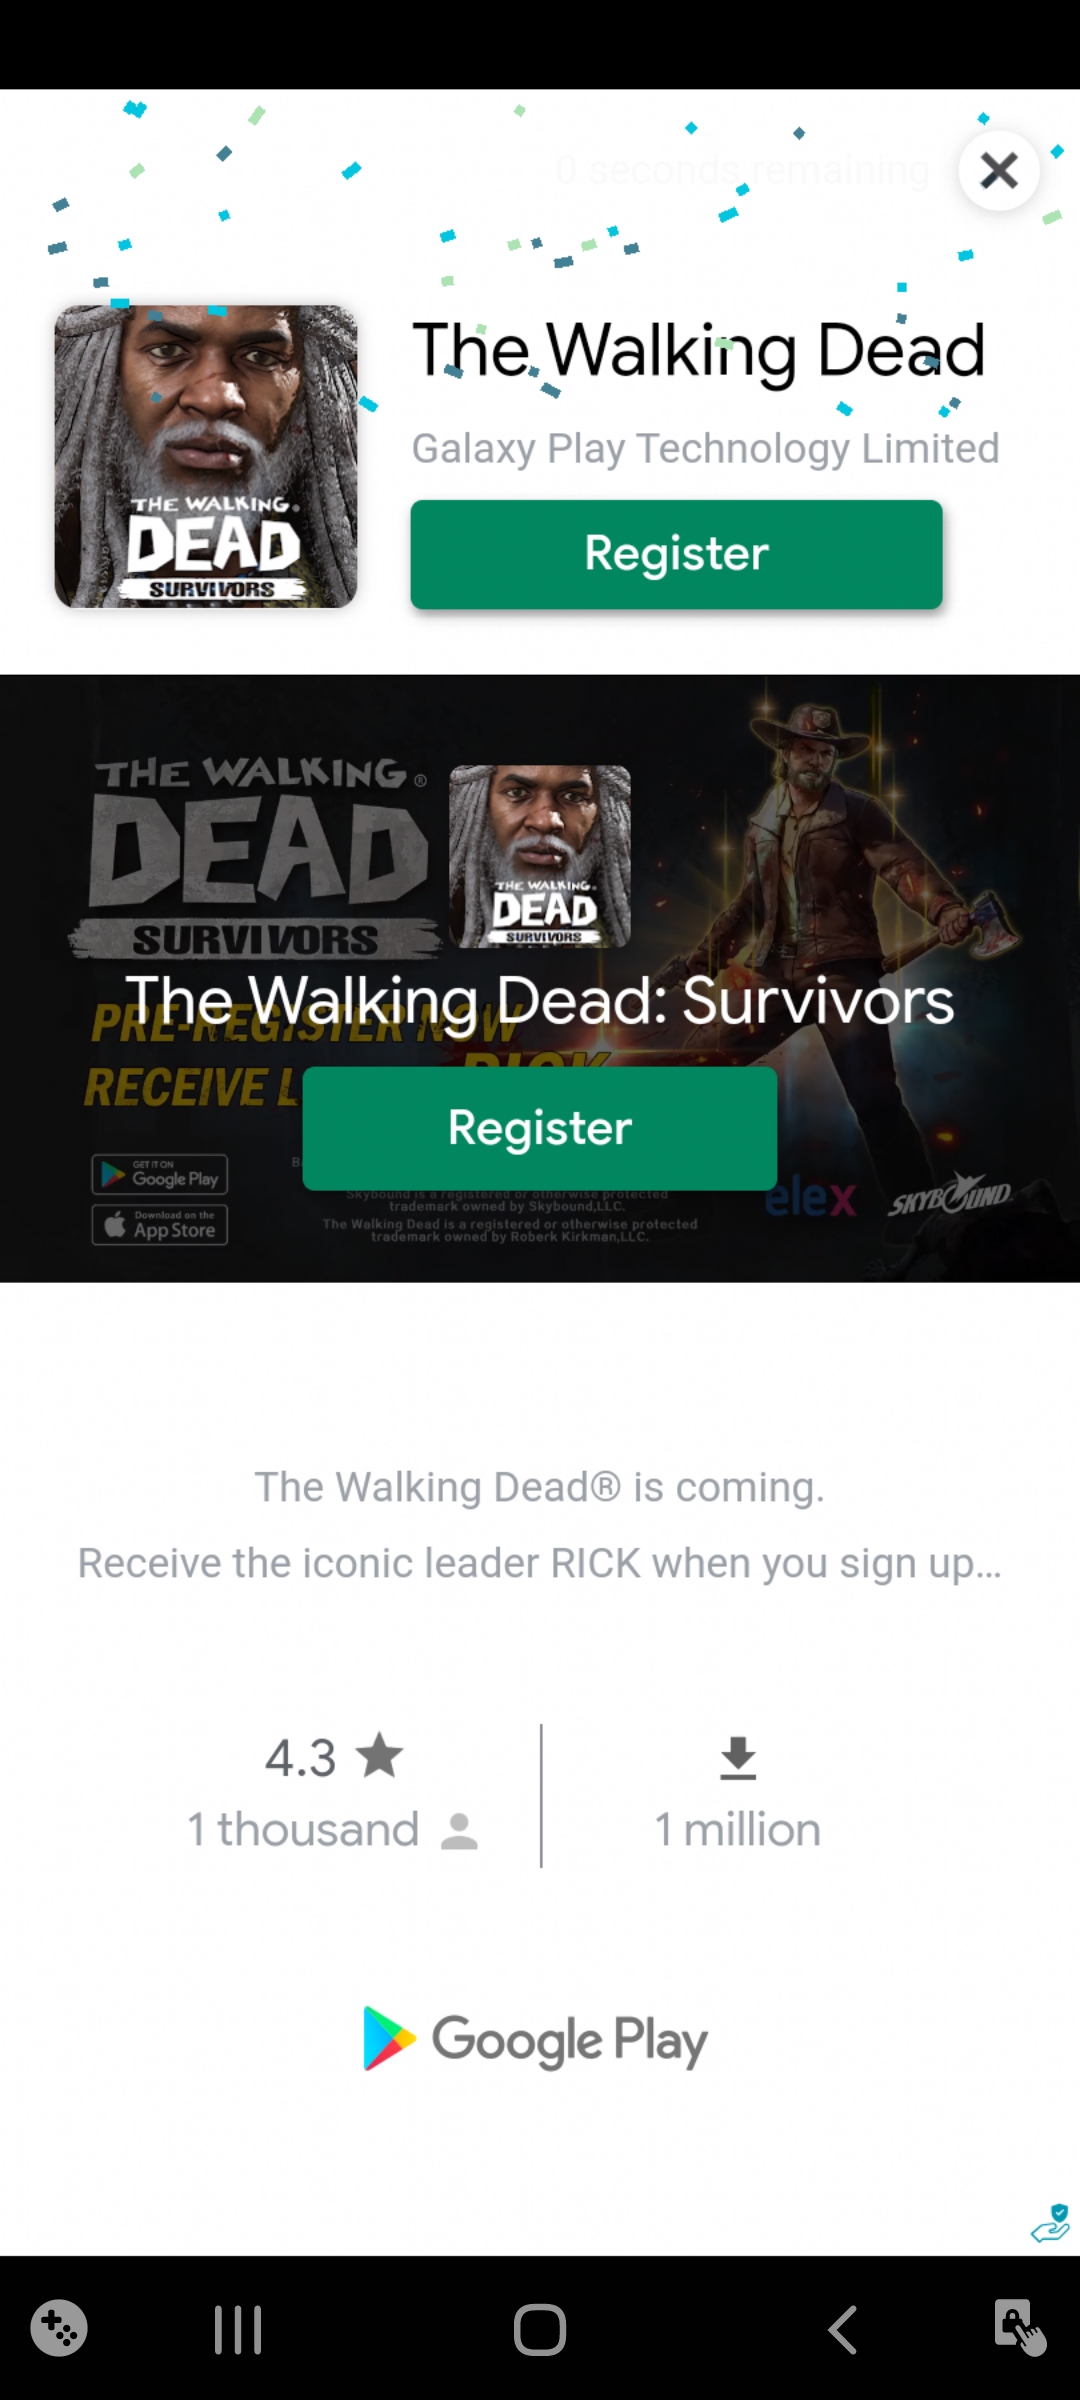 0 seconds remaining
The Walking Dead
Galaxy Play Technology Limited
THE WALKING
DEAD
SURVIVORS
Register
THE WALKING®
DEAD
SURVIVORS
THE WALKING
DEAD
SURVIVORS
The Walking Dead: Survivors
PRE-REGISTER NOW
RECEIVE
RICK
Register
GET IT ON
Google Play
Download on the
App Store
Skybound is a registered or otherwise protected
trademark owned by Skybound,LLC.
The Walking Dead is a registered or otherwise protected
trademark owned by Roberk Kirkman,LLC.
elex
SKYBOUND
The Walking Dead® is coming.
Receive the iconic leader RICK when you sign up...
4.3
1 thousand
1 million
Google Play